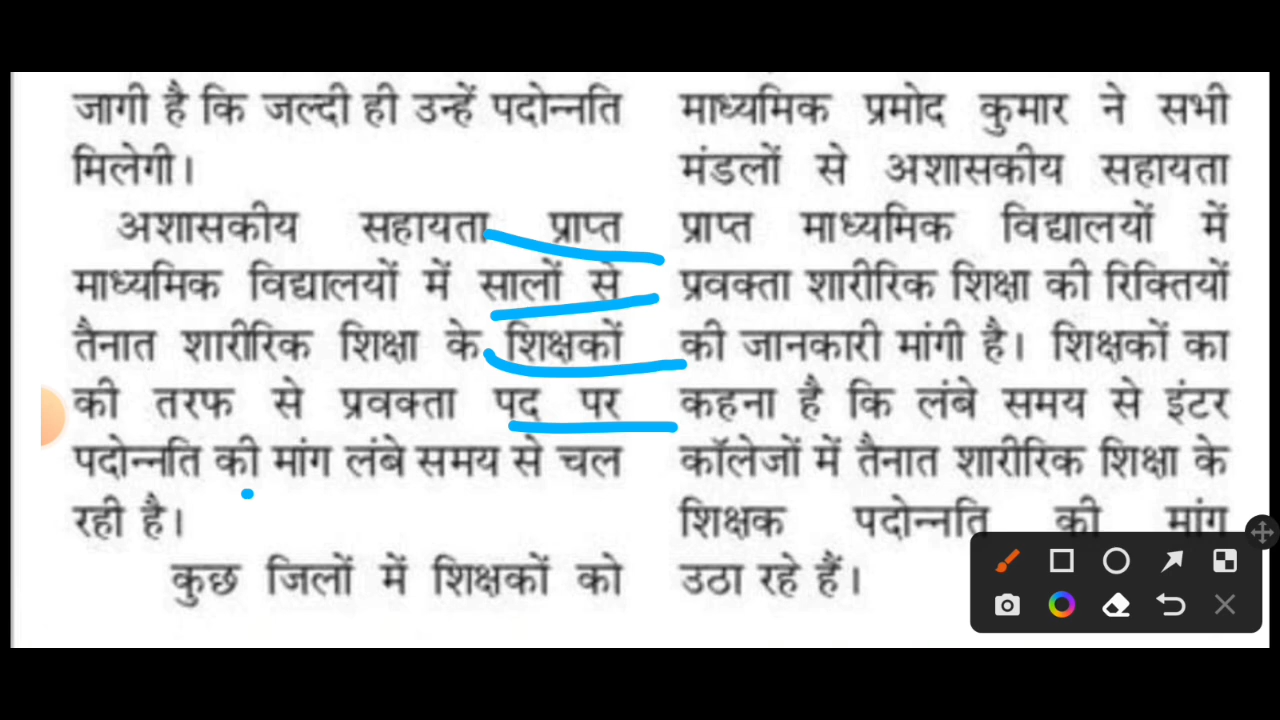 जागी है कि जल्दी ही उन्हें पदोन्नति
मिलेगी।
अशासकीय सहायता प्राप्त
माध्यमिक विद्यालयों में सालों से
तैनात शारीरिक शिक्षा के शिक्षकों
की तरफ से प्रवक्ता पद पर
पदोन्नति की मांग लंबे समय से चल
रही है।
कुछ जिलों में शिक्षकों को
माध्यमिक प्रमोद कुमार ने सभी
मंडलों से अशासकीय सहायता
प्राप्त माध्यमिक विद्यालयों में
प्रवक्ता शारीरिक शिक्षा की रिक्तियों
की जानकारी मांगी है। शिक्षकों का
कहना है कि लंबे समय से इंटर
कॉलेजों में तैनात शारीरिक शिक्षा के
शिक्षक पदोन्नति की मांग
उठा रहे हैं।